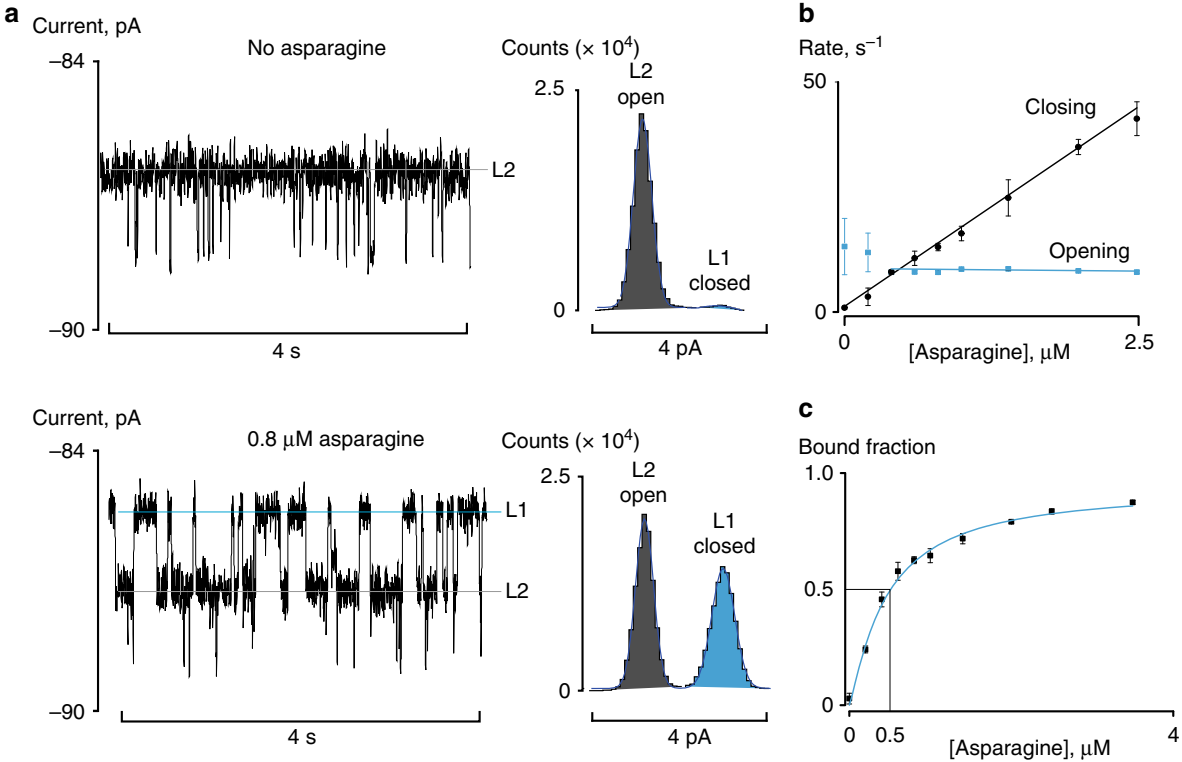 a
Current, pA
No asparagine
–84
–90
L2
4 s
Counts (× 10⁴)
2.5
0
L2
open
L1
closed
4 pA
Current, pA
0.8 μM asparagine
–84
–90
L1
L2
4 s
Counts (× 10⁴)
2.5
0
L2
open
L1
closed
4 pA
b
Rate, s⁻¹
50
0
Closing
Opening
0
2.5
[Asparagine], μM
c
Bound fraction
1.0
0.5
0
0
0.5
4
[Asparagine], μM